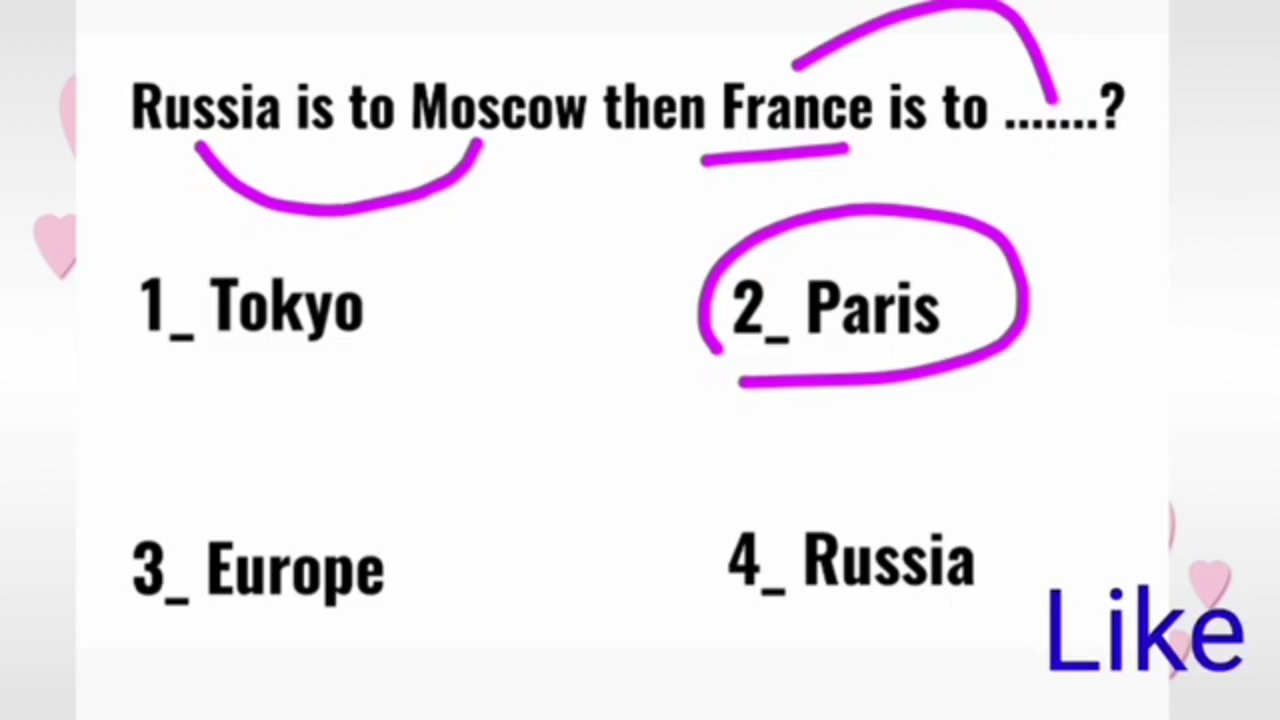 Russia is to Moscow then France is to .......?
1_ Tokyo
2_ Paris
3_ Europe
4_ Russia
Like